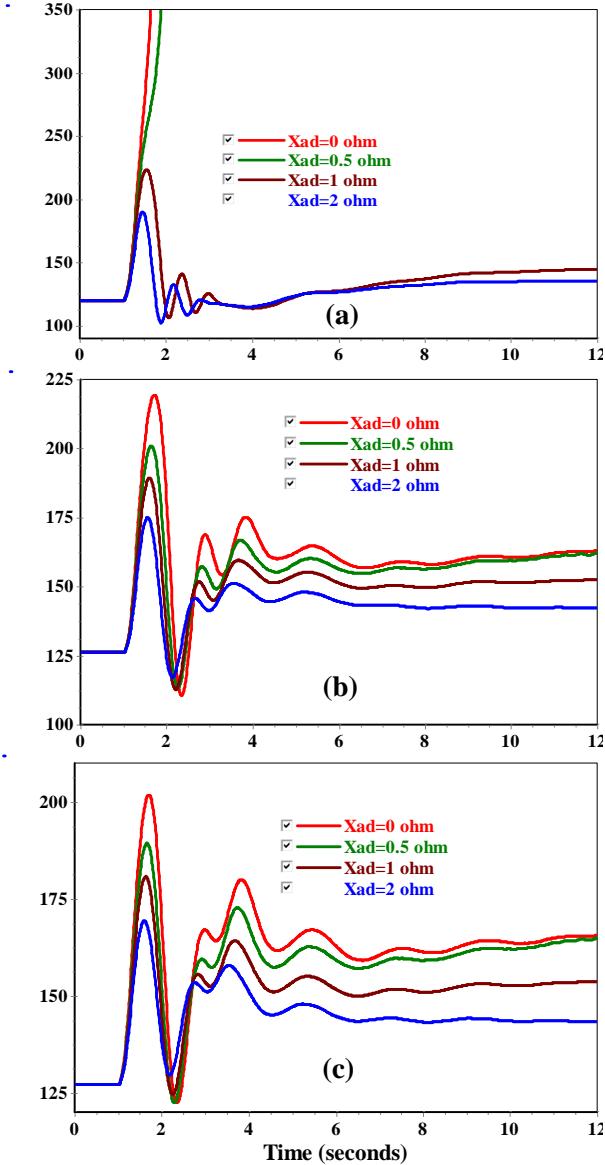 350
300
250
200
150
100
Xad=0 ohm
Xad=0.5 ohm
Xad=1 ohm
Xad=2 ohm
(a)
0 2 4 6 8 10 12
225
200
175
150
125
100
Xad=0 ohm
Xad=0.5 ohm
Xad=1 ohm
Xad=2 ohm
(b)
0 2 4 6 8 10 12
200
175
150
125
Xad=0 ohm
Xad=0.5 ohm
Xad=1 ohm
Xad=2 ohm
(c)
0 2 4 6 8 10 12
Time (seconds)